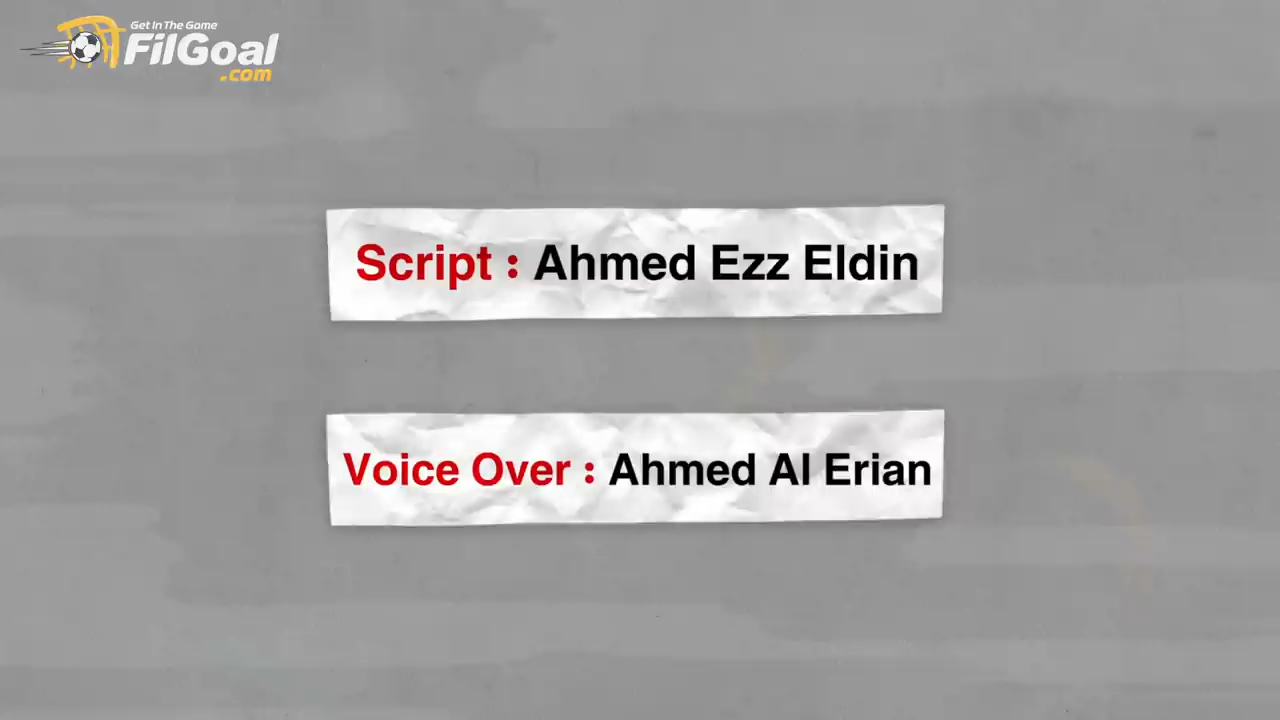 Get In The Game
FilGoal
.com
Script : Ahmed Ezz Eldin
Voice Over : Ahmed Al Erian